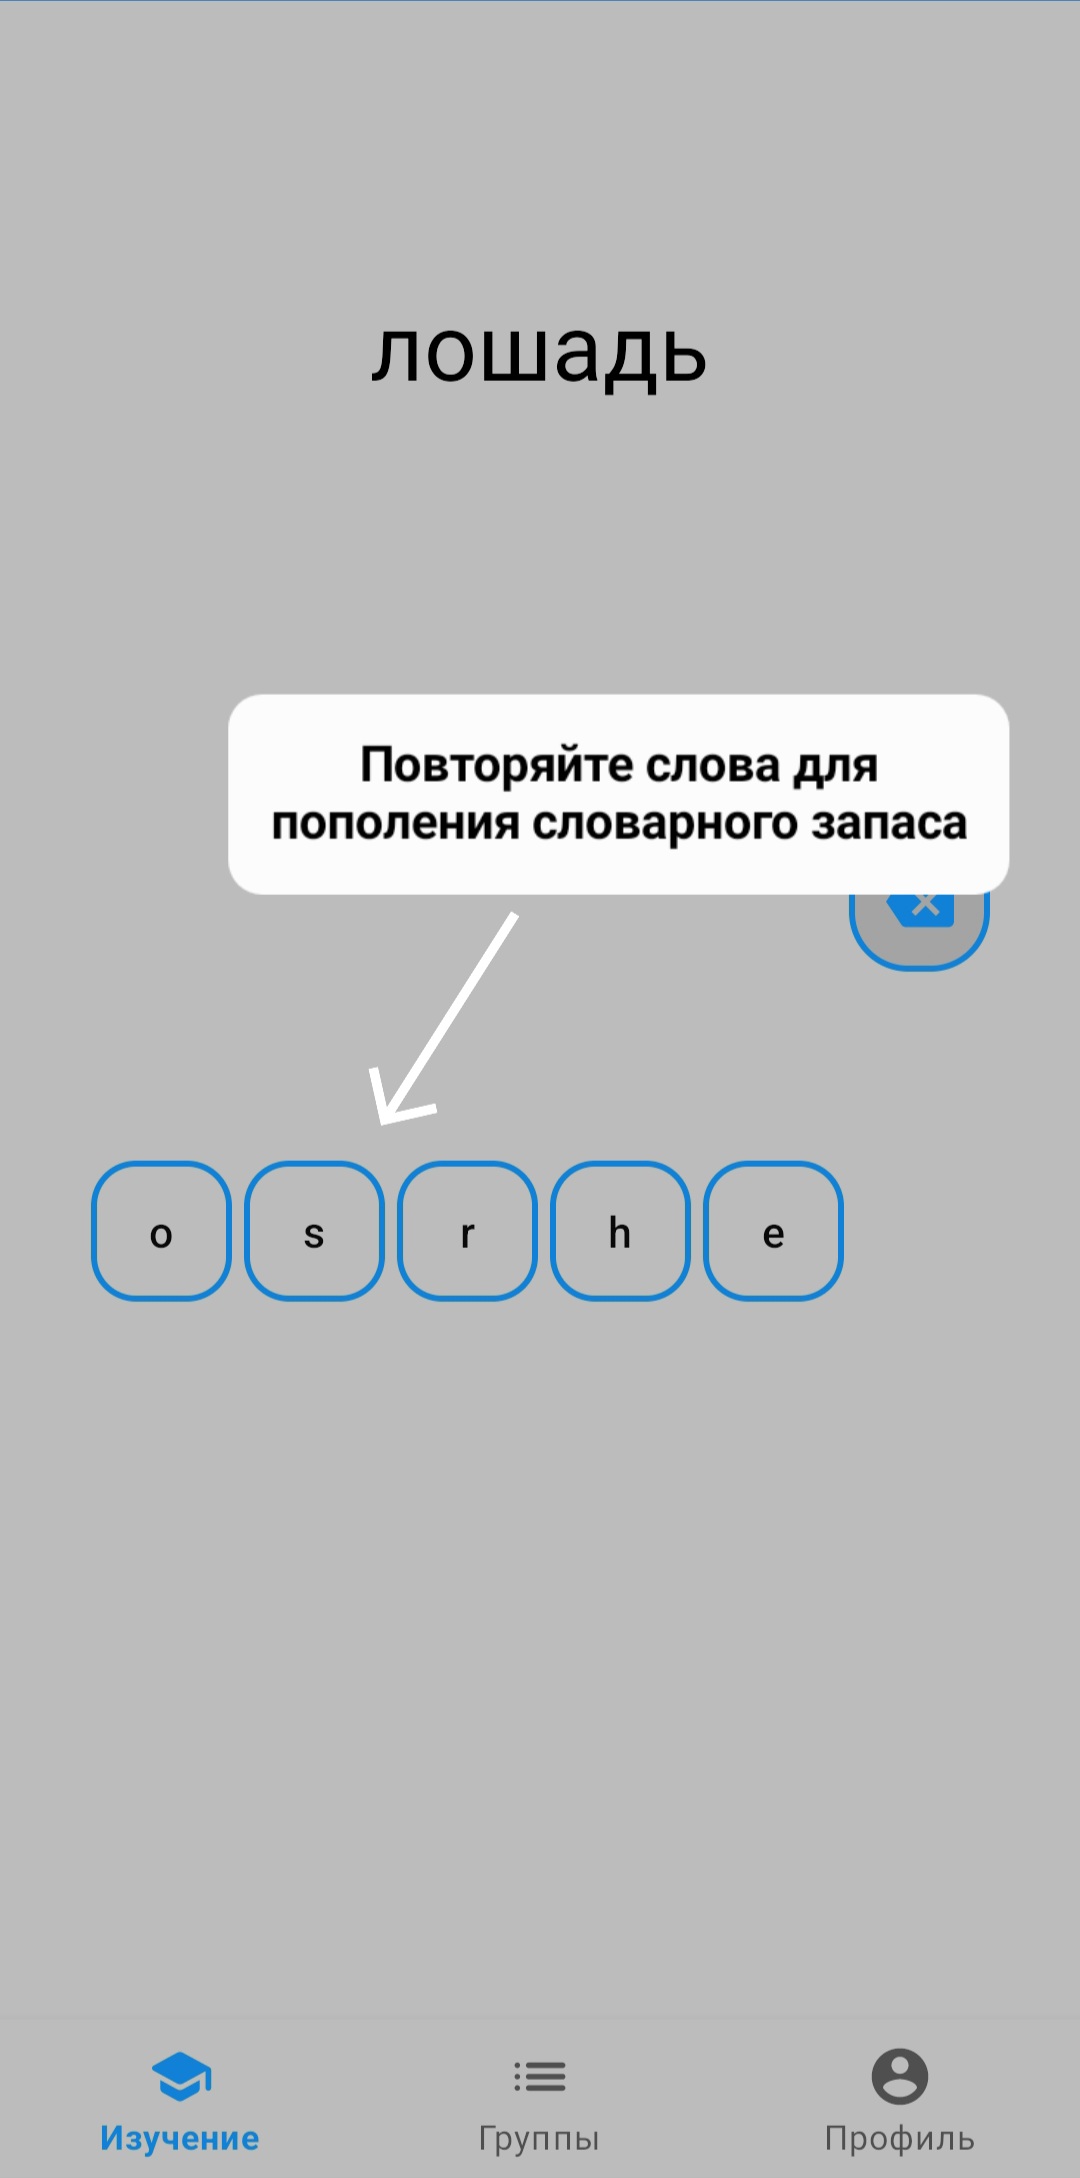 лошадь
Повторяйте слова для
пополения словарного запаса
o s r h e
Изучение Группы Профиль